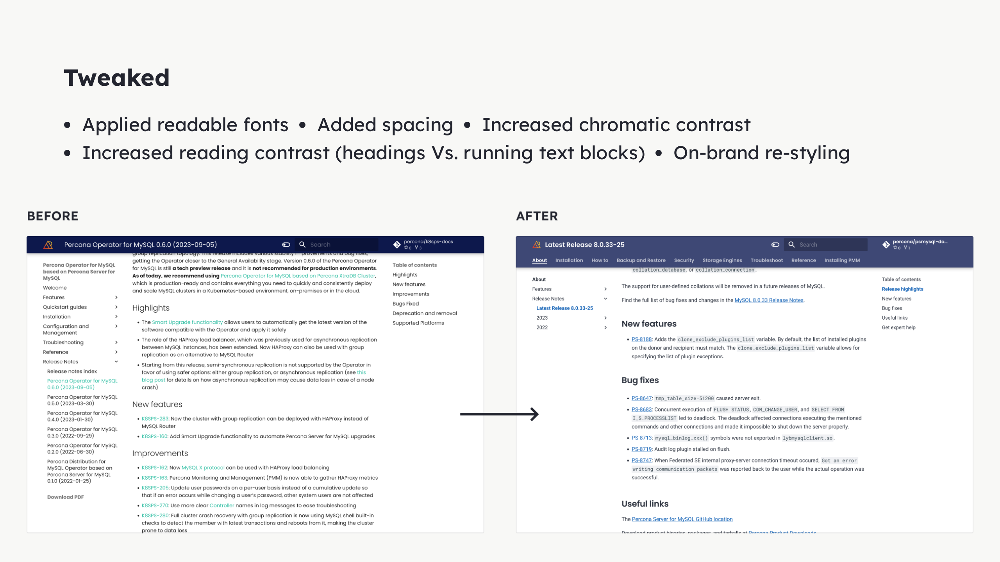 Tweaked
• Applied readable fonts • Added spacing • Increased chromatic contrast
• Increased reading contrast (headings Vs. running text blocks) • On-brand re-styling
BEFORE
Percona Operator for MySQL 0.6.0 (2023-09-05)
Search
percona/k8sps-docs
0 3
Percona Operator for MySQL
based on Percona Server for
MySQL
Welcome
Features
Quickstart guides
Installation
Configuration and
Management
Troubleshooting
Reference
Release Notes
Release notes index
Percona Operator for MySQL
0.6.0 (2023-09-05)
Percona Operator for MySQL
0.5.0 (2023-03-30)
Percona Operator for MySQL
0.4.0 (2023-01-30)
Percona Operator for MySQL
0.3.0 (2022-09-29)
Percona Operator for MySQL
0.2.0 (2022-06-30)
Percona Distribution for
MySQL Operator based on
Percona Server for MySQL
0.1.0 (2022-01-25)
Download PDF
group replication topology. This release includes various stability improvements and bug fixes,
getting the Operator closer to the General Availability stage. Version 0.6.0 of the Percona Operator
for MySQL is still a tech preview release and it is not recommended for production environments.
As of today, we recommend using Percona Operator for MySQL based on Percona XtraDB Cluster,
which is production-ready and contains everything you need to quickly and consistently deploy
and scale MySQL clusters in a Kubernetes-based environment, on-premises or in the cloud.
Highlights
• The Smart Upgrade functionality allows users to automatically get the latest version of the
software compatible with the Operator and apply it safely
• The role of the HAProxy load balancer, which was previously used for asynchronous replication
between MySQL instances, has been extended. Now HAProxy can also be used with group
replication as an alternative to MySQL Router
• Starting from this release, semi-synchronous replication is not supported by the Operator in
favor of using safer options: either group replication, or asynchronous replication (see this
blog post for details on how asynchronous replication may cause data loss in case of a node
crash)
New features
• K8SPS-283: Now the cluster with group replication can be deployed with HAProxy instead of
MySQL Router
• K8SPS-160: Add Smart Upgrade functionality to automate Percona Server for MySQL upgrades
Improvements
• K8SPS-162: Now MySQL X protocol can be used with HAProxy load balancing
• K8SPS-163: Percona Monitoring and Management (PMM) is now able to gather HAProxy metrics
• K8SPS-205: Update user passwords on a per-user basis instead of a cumulative update so
that if an error occurs while changing a user's password, other system users are not affected
• K8SPS-270: Use more clear Controller names in log messages to ease troubleshooting
• K8SPS-280: Full cluster crash recovery with group replication is now using MySQL shell built-in
checks to detect the member with latest transactions and reboots from it, making the cluster
prone to data loss
Table of contents
Highlights
New features
Improvements
Bugs Fixed
Deprecation and removal
Supported Platforms
AFTER
Latest Release 8.0.33-25
Search
percona/psmysql-do...
0 1
About Installation How to Backup and Restore Security Storage Engines Troubleshoot Reference Installing PMM
About
Features
Release Notes
Latest Release 8.0.33-25
2023
2022
collation_database, or collation_connection.
The support for user-defined collations will be removed in a future releases of MySQL.
Find the full list of bug fixes and changes in the MySQL 8.0.33 Release Notes.
New features
• PS-8188: Adds the clone_exclude_plugins_list variable. By default, the list of installed plugins
on the donor and recipient must match. The clone_exclude_plugins_list variable allows for
specifying the list of plugin exceptions.
Bug fixes
• PS-8647: tmp_table_size=51200 caused server exit.
• PS-8683: Concurrent execution of FLUSH STATUS, COM_CHANGE_USER, and SELECT FROM
I_S.PROCESSLIST led to deadlock. The deadlock affected connections executing the mentioned
commands and other connections and made it impossible to shut down the server properly.
• PS-8713: mysql_binlog_xxx() symbols were not exported in lybmysqlclient.so.
• PS-8719: Audit log plugin stalled on flush.
• PS-8747: When Federated SE internal proxy-server connection timeout occured, Got an error
writing communication packets was reported back to the user while the actual operation was
successful.
Useful links
The Percona Server for MySQL GitHub location
Download product binaries, packages, and tarballs at Percona Product Downloads
Table of contents
Release highlights
New features
Bug fixes
Useful links
Get expert help